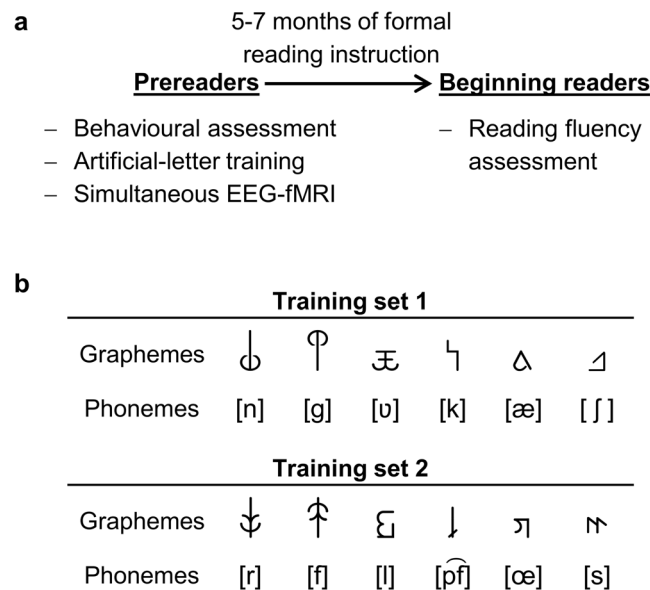 a
5-7 months of formal
reading instruction
Prereaders
Beginning readers
– Behavioural assessment
– Artificial-letter training
– Simultaneous EEG-fMRI
– Reading fluency
assessment
b
Training set 1
Graphemes
Phonemes [n] [g] [ʋ] [k] [æ] [ʃ]
Training set 2
Graphemes
Phonemes [r] [f] [l] [p͡f] [œ] [s]